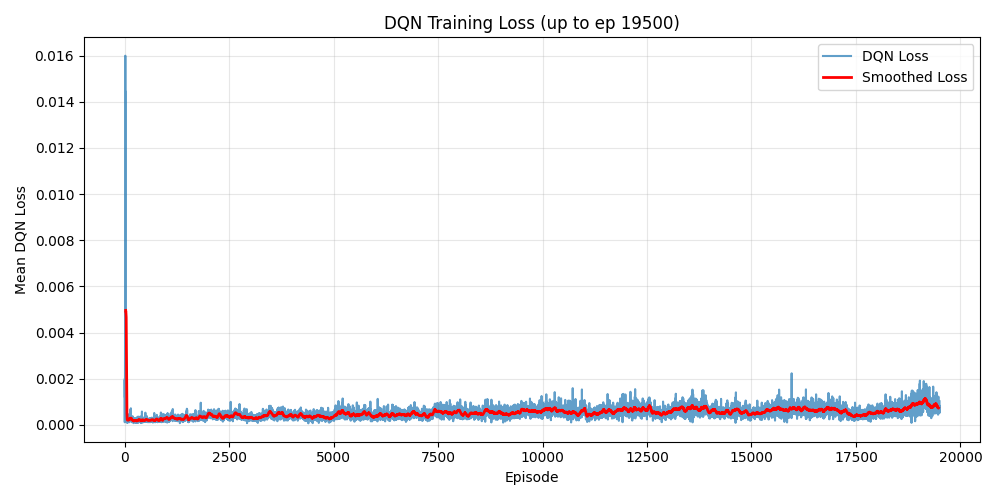 DQN Training Loss (up to ep 19500)
DQN Loss
Smoothed Loss
Mean DQN Loss
0.016
0.014
0.012
0.010
0.008
0.006
0.004
0.002
0.000
0 2500 5000 7500 10000 12500 15000 17500 20000
Episode